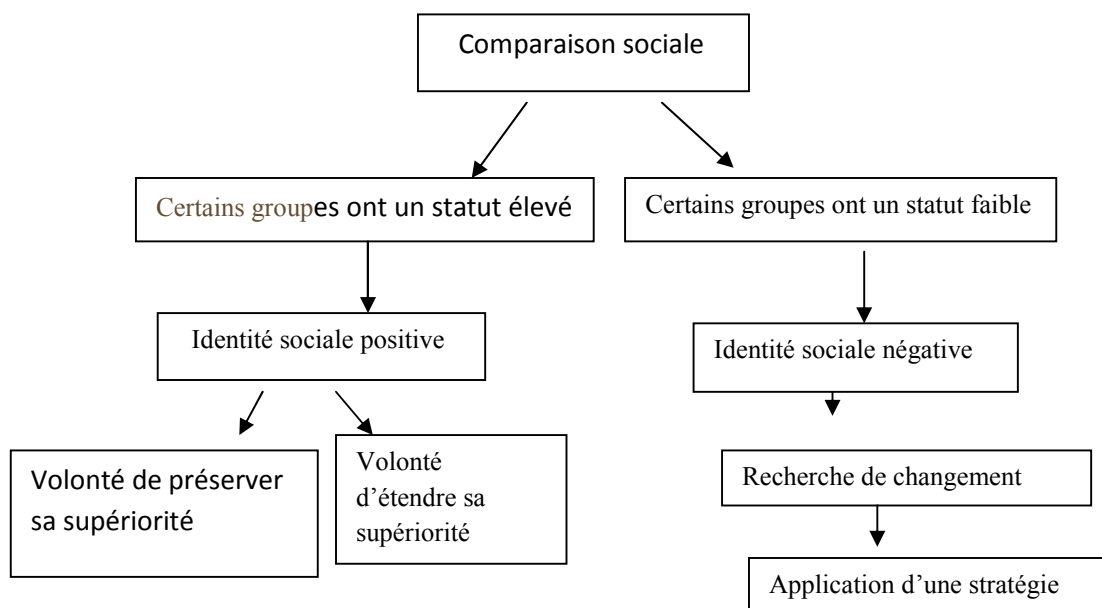 Comparaison sociale
Certains groupes ont un statut élevé
Certains groupes ont un statut faible
Identité sociale positive
Identité sociale négative
Volonté de préserver
sa supériorité
Volonté
d’étendre sa
supériorité
Recherche de changement
Application d’une stratégie